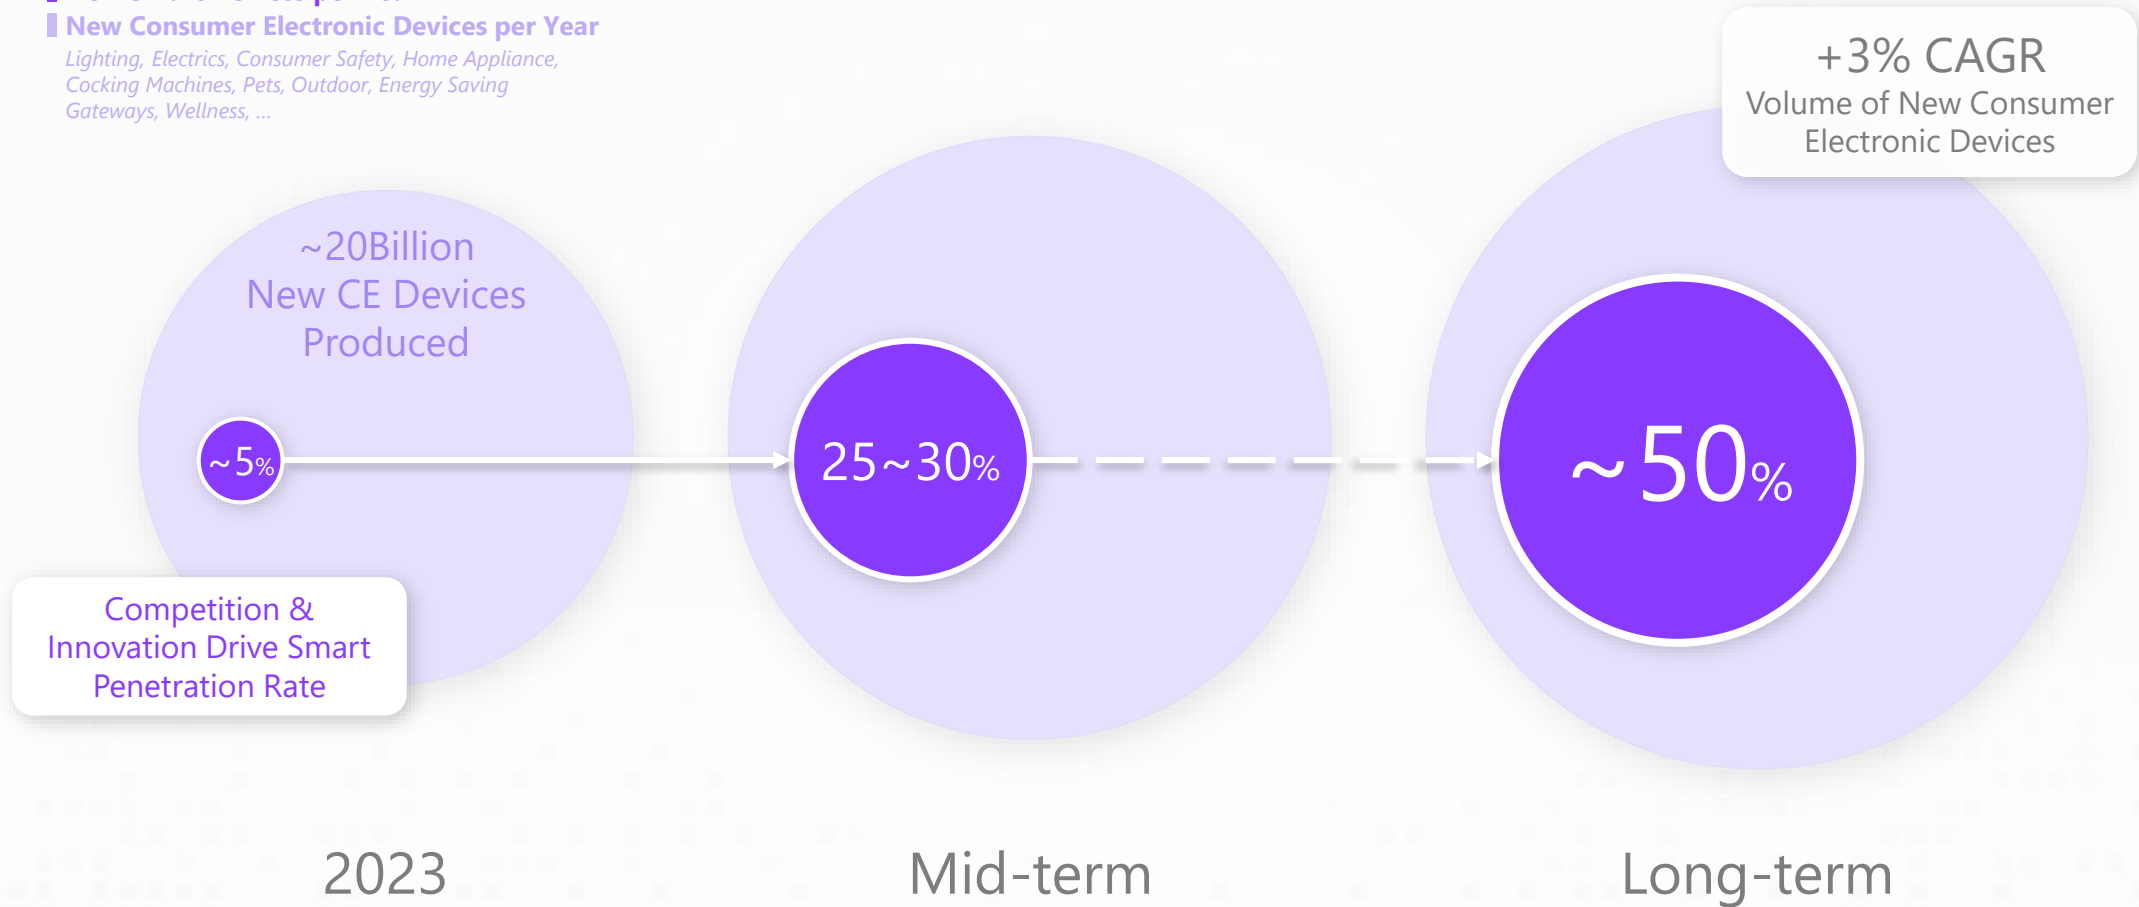 New Consumer Electronic Devices per Year
Lighting, Electrics, Consumer Safety, Home Appliance,
Cocking Machines, Pets, Outdoor, Energy Saving
Gateways, Wellness, ...
+3% CAGR
Volume of New Consumer
Electronic Devices
~20Billion
New CE Devices
Produced
~5%
25~30%
~50%
Competition &
Innovation Drive Smart
Penetration Rate
2023
Mid-term
Long-term